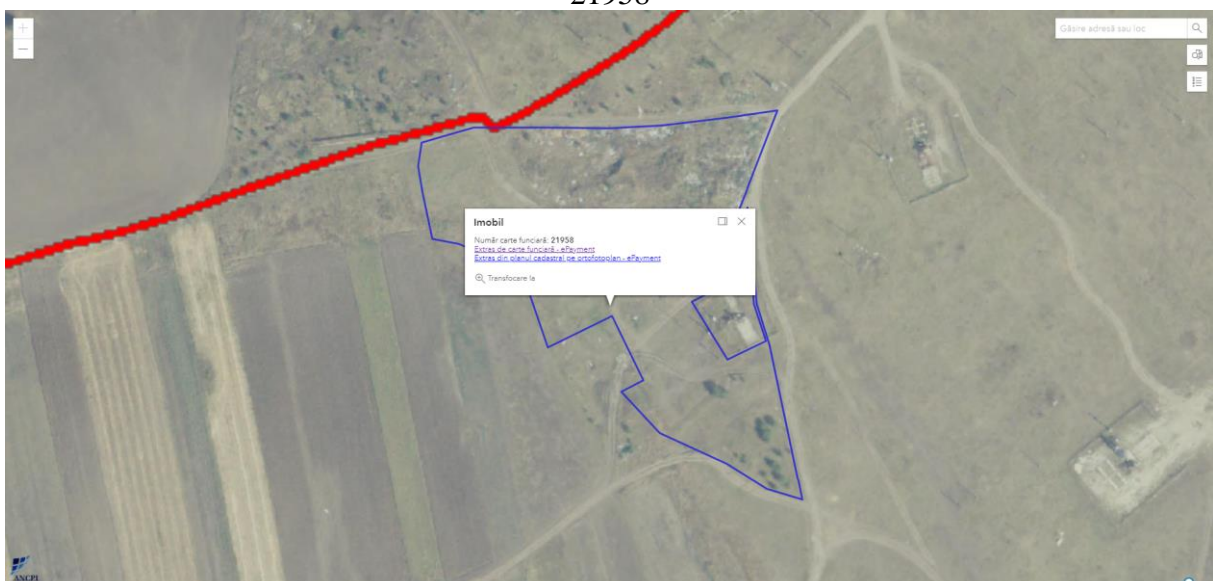 21958
Găsire adresă sau loc
Imobil
Număr carte funciară: 21958
Extras de carte funciară - ePayment
Extras din planul cadastral pe ortofotoplan - ePayment
Transfocare la
ANCPI